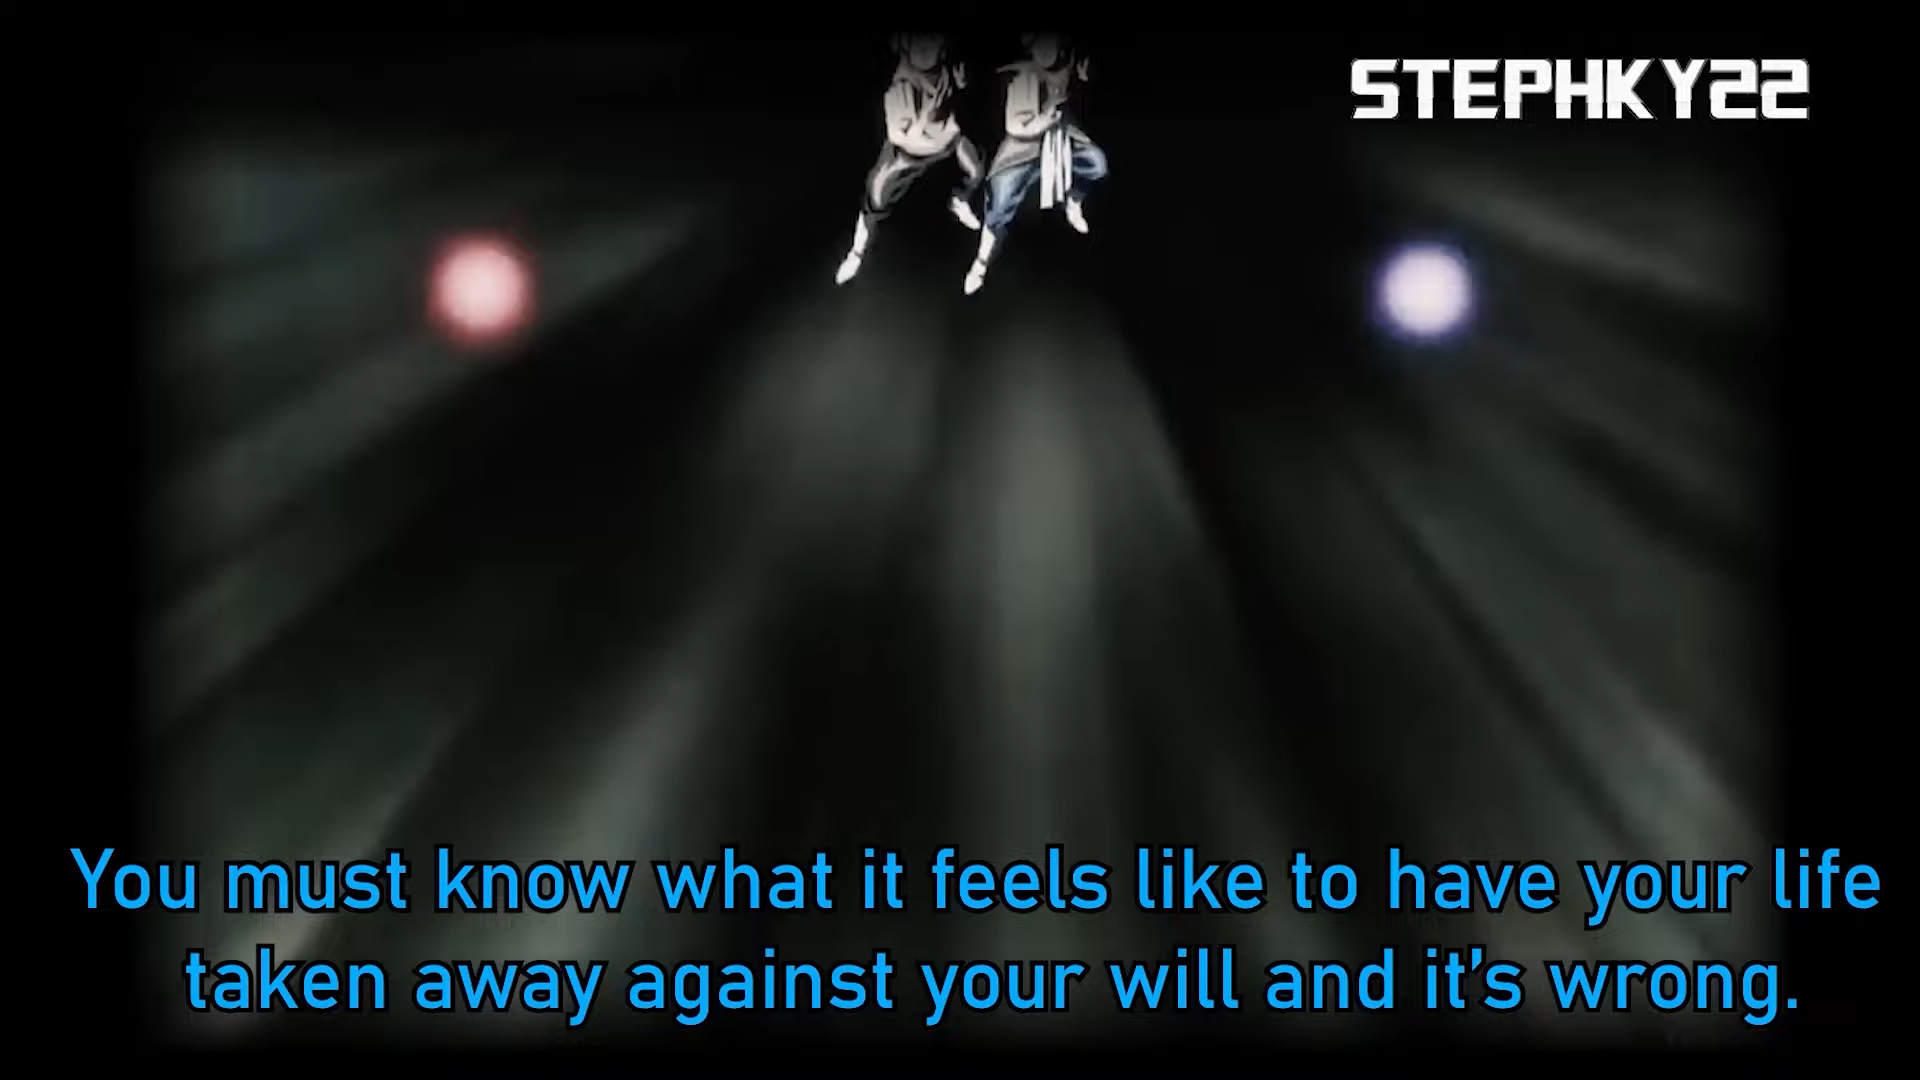 STEPHKY22
You must know what it feels like to have your life
taken away against your will and it's wrong.